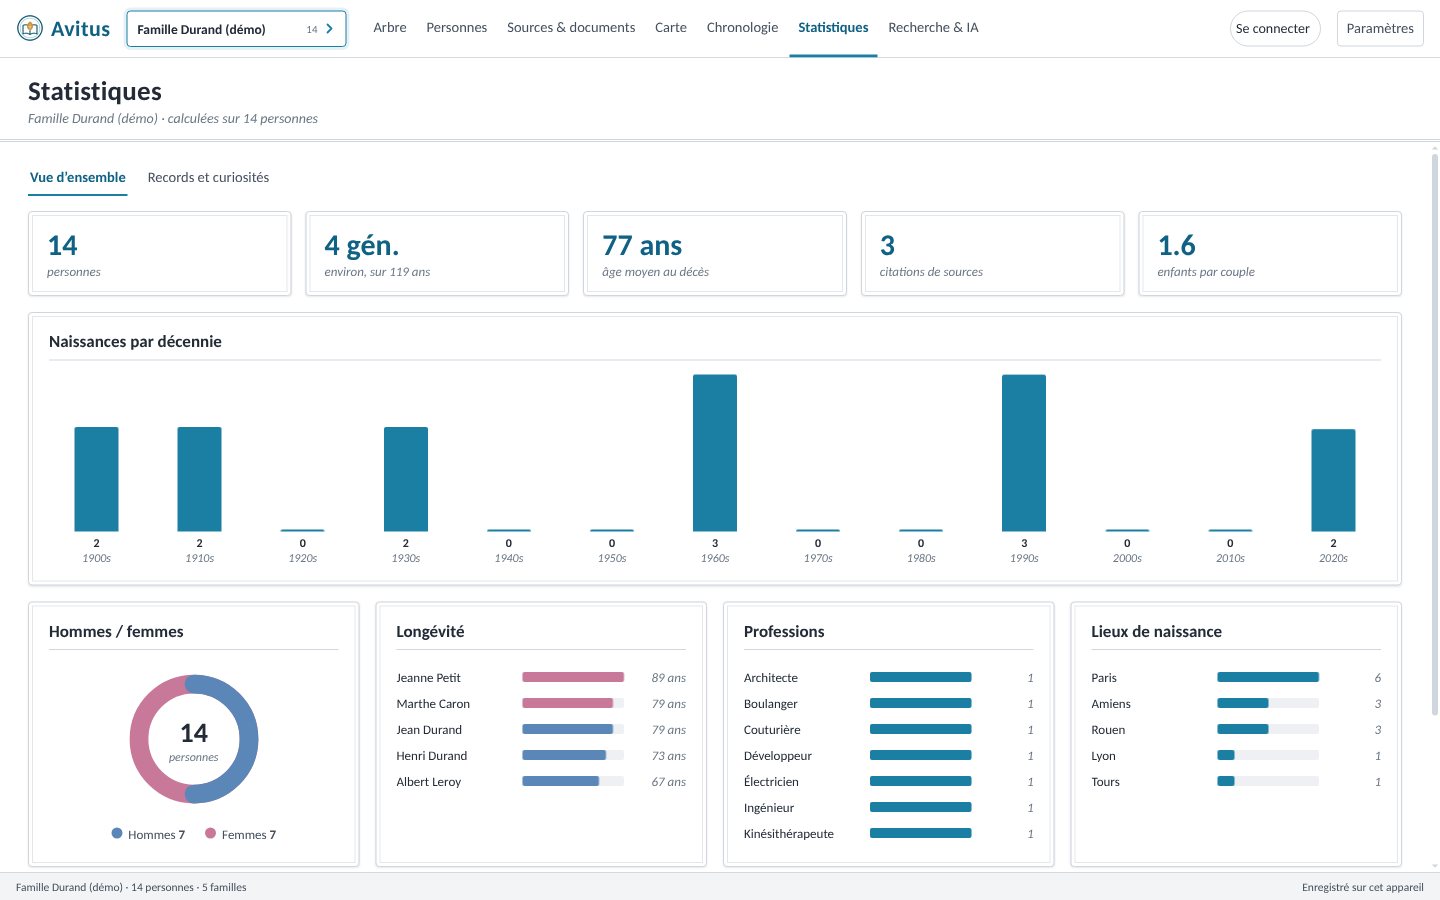 Avitus
Famille Durand (démo) 14
Arbre Personnes Sources & documents Carte Chronologie Statistiques Recherche & IA
Se connecter Paramètres
Statistiques
Famille Durand (démo) · calculées sur 14 personnes
Vue d’ensemble Records et curiosités
14
personnes
4 gén.
environ, sur 119 ans
77 ans
âge moyen au décès
3
citations de sources
1.6
enfants par couple
Naissances par décennie
2 2 0 2 0 0 3 0 0 3 0 0 2
1900s 1910s 1920s 1930s 1940s 1950s 1960s 1970s 1980s 1990s 2000s 2010s 2020s
Hommes / femmes
14
personnes
Hommes 7 Femmes 7
Longévité
Jeanne Petit 89 ans
Marthe Caron 79 ans
Jean Durand 79 ans
Henri Durand 73 ans
Albert Leroy 67 ans
Professions
Architecte 1
Boulanger 1
Couturière 1
Développeur 1
Électricien 1
Ingénieur 1
Kinésithérapeute 1
Lieux de naissance
Paris 6
Amiens 3
Rouen 3
Lyon 1
Tours 1
Famille Durand (démo) · 14 personnes · 5 familles
Enregistré sur cet appareil